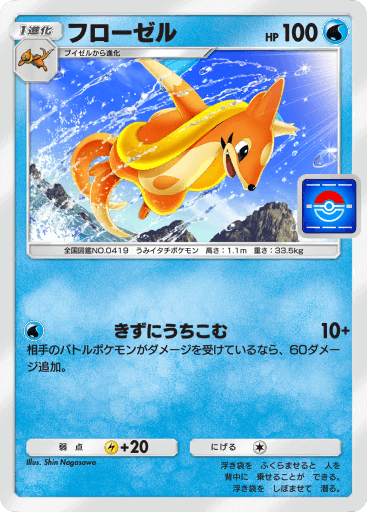 1進化
フローゼル
HP 100
ブイゼルから進化
全国図鑑NO.0419 うみイタチポケモン 高さ:1.1m 重さ:33.5kg
きずにうちこむ 10+
相手のバトルポケモンがダメージを受けているなら、60ダメ
ージ追加。
弱点 +20 にげる
Illus. Shin Nagasawa
浮き袋を ふくらませると 人を
背中に 乗せることが できる。
浮き袋を しぼませて 潜る。